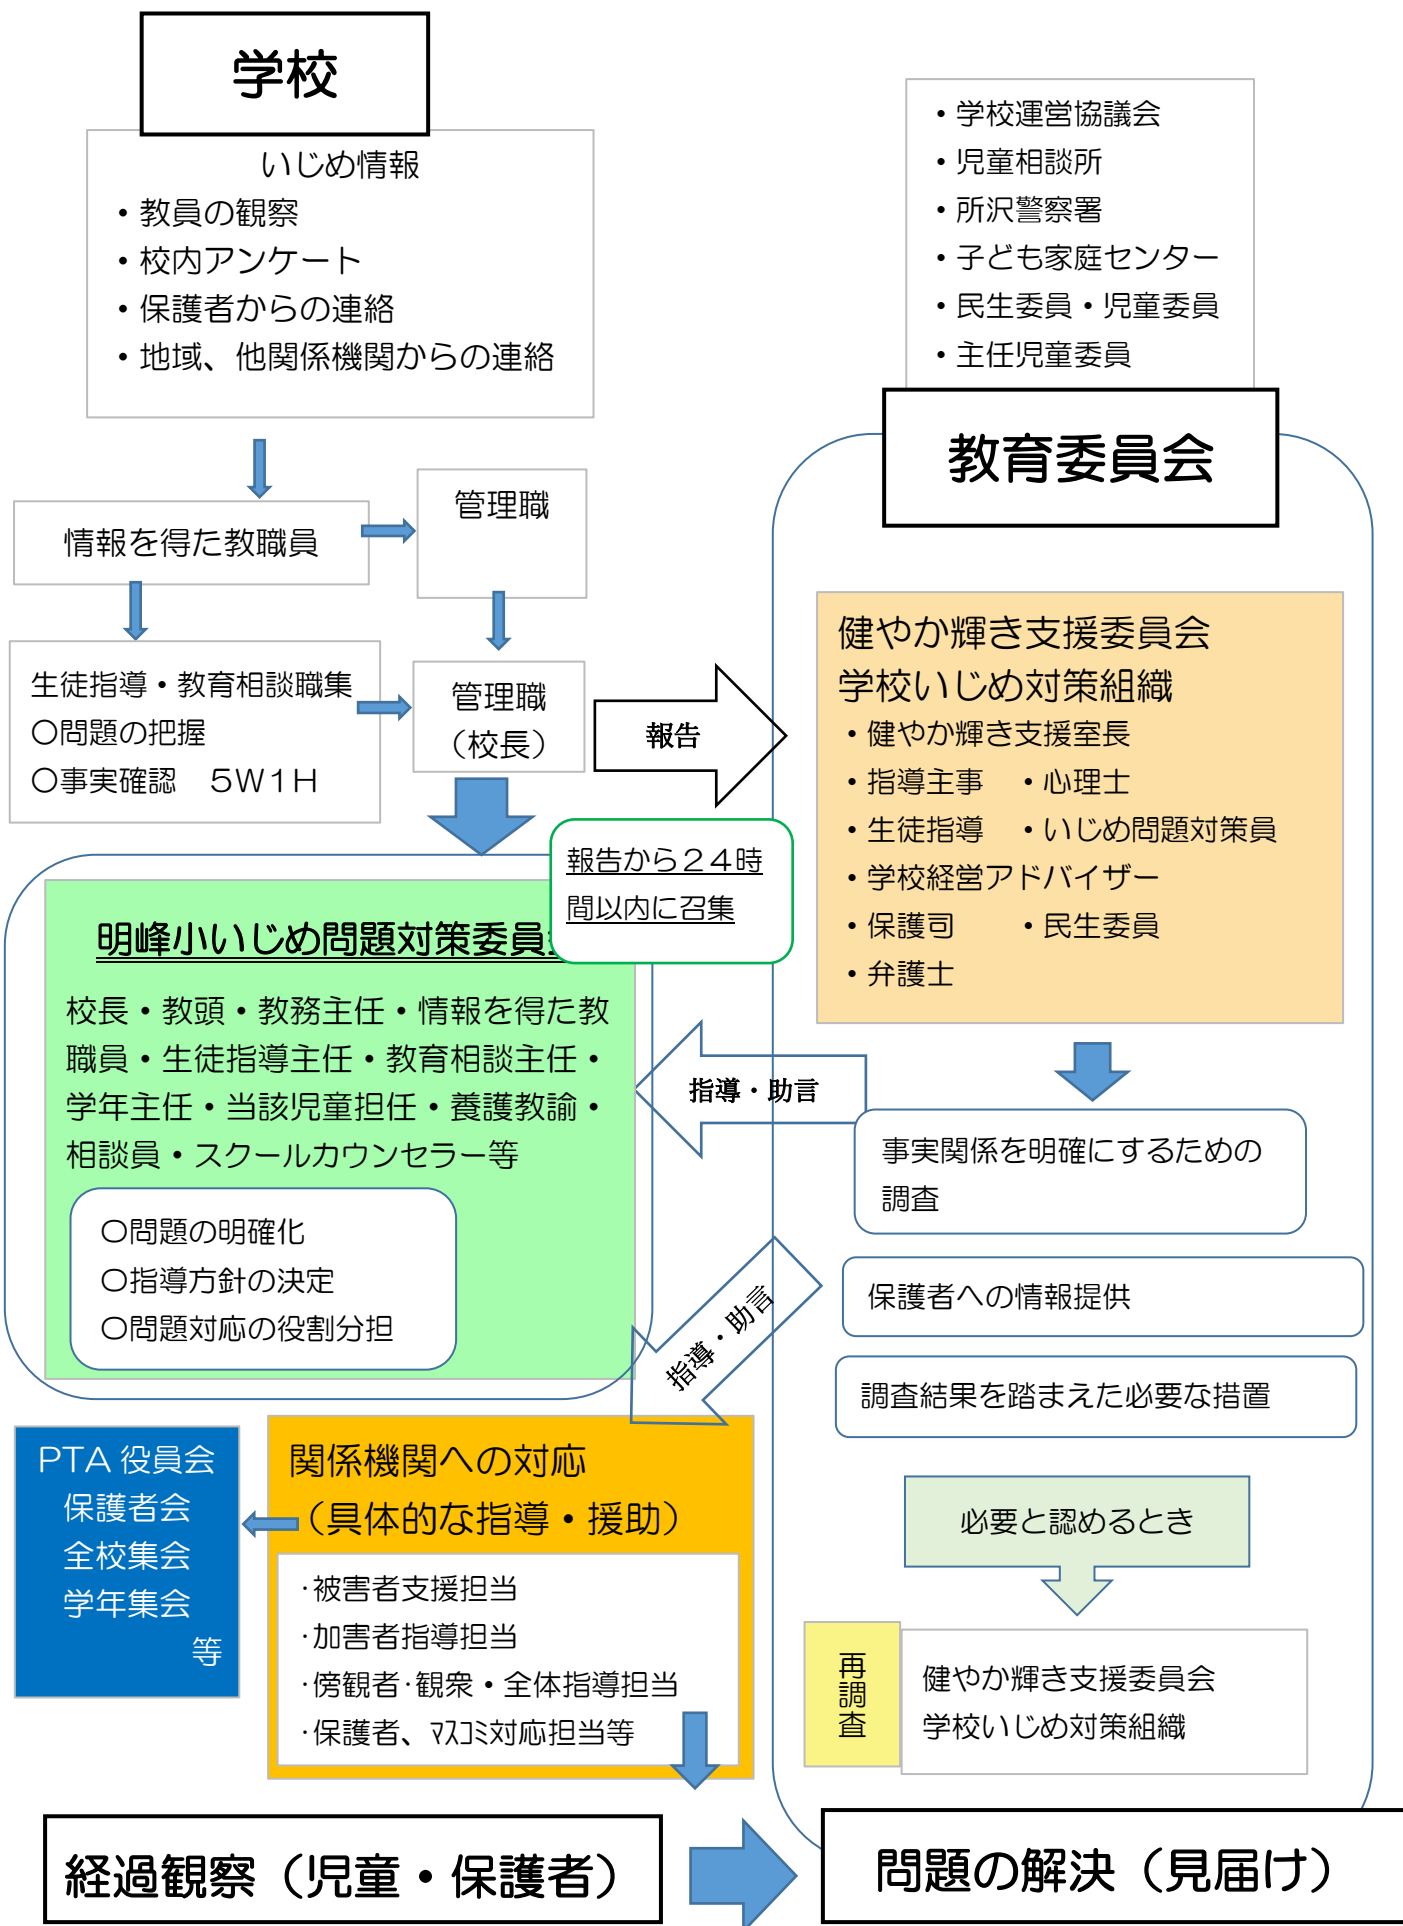 学校
いじめ情報
・教員の観察
・校内アンケート
・保護者からの連絡
・地域、他関係機関からの連絡
情報を得た教職員
管理職
生徒指導・教育相談職集
〇問題の把握
〇事実確認　5W1H
管理職
（校長）
報告
報告から２４時
間以内に召集
明峰小いじめ問題対策委員
校長・教頭・教務主任・情報を得た教
職員・生徒指導主任・教育相談主任・
学年主任・当該児童担任・養護教諭・
相談員・スクールカウンセラー等
〇問題の明確化
〇指導方針の決定
〇問題対応の役割分担
・学校運営協議会
・児童相談所
・所沢警察署
・子ども家庭センター
・民生委員・児童委員
・主任児童委員
教育委員会
健やか輝き支援委員会
学校いじめ対策組織
・健やか輝き支援室長
・指導主事　・心理士
・生徒指導　・いじめ問題対策員
・学校経営アドバイザー
・保護司　　・民生委員
・弁護士
指導・助言
事実関係を明確にするための
調査
保護者への情報提供
指導・助言
調査結果を踏まえた必要な措置
PTA 役員会
保護者会
全校集会
学年集会
等
関係機関への対応
（具体的な指導・援助）
・被害者支援担当
・加害者指導担当
・傍観者・観衆・全体指導担当
・保護者、ﾏｽｺﾐ対応担当等
必要と認めるとき
再調査
健やか輝き支援委員会
学校いじめ対策組織
経過観察（児童・保護者）
問題の解決（見届け）